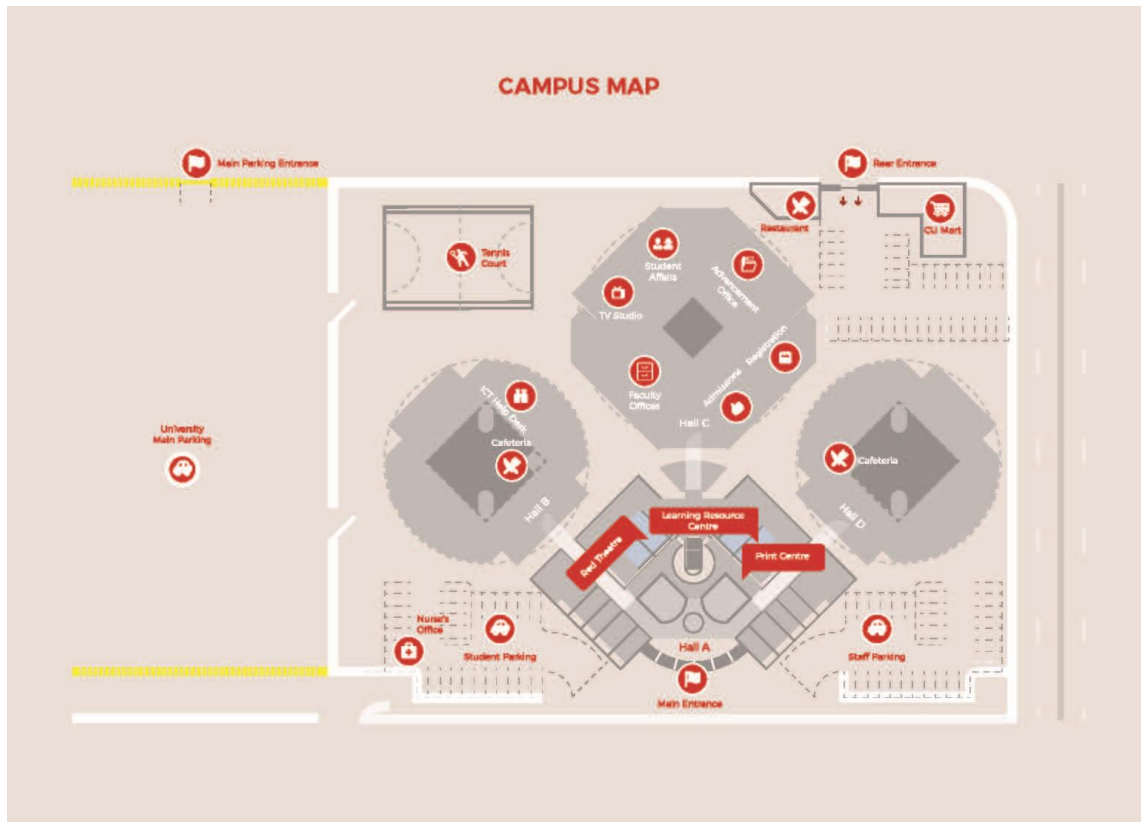 CAMPUS MAP
Main Parking Entrance
Rear Entrance
Restaurant
CU Mart
Tennis
Court
Student
Affairs
Advancement
Office
TV Studio
Registration
Faculty
Offices
Admissions
Hall C
ICT Help Desk
Cafeteria
University
Main Parking
Cafeteria
Hall B
Hall D
Learning Resource
Centre
Red Theatre
Print Centre
Nurse's
Office
Student Parking
Hall A
Staff Parking
Main Entrance